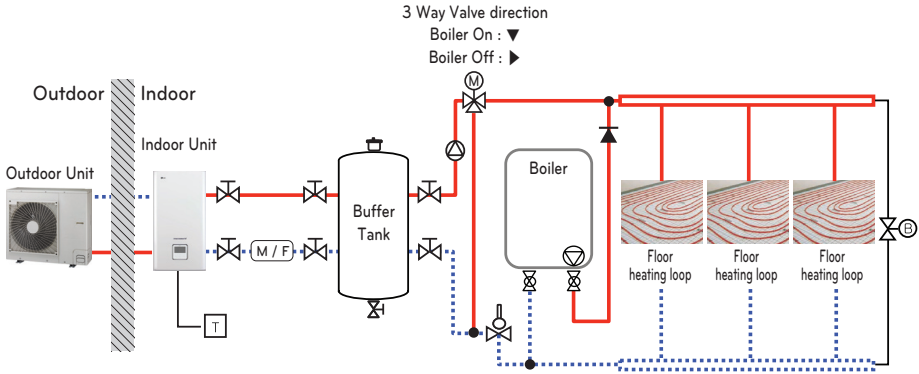 3 Way Valve direction
Boiler On : ▼
Boiler Off : ▶
Outdoor
Indoor
Outdoor Unit
Indoor Unit
M
Boiler
Buffer
Tank
M / F
T
B
Floor
heating loop
Floor
heating loop
Floor
heating loop